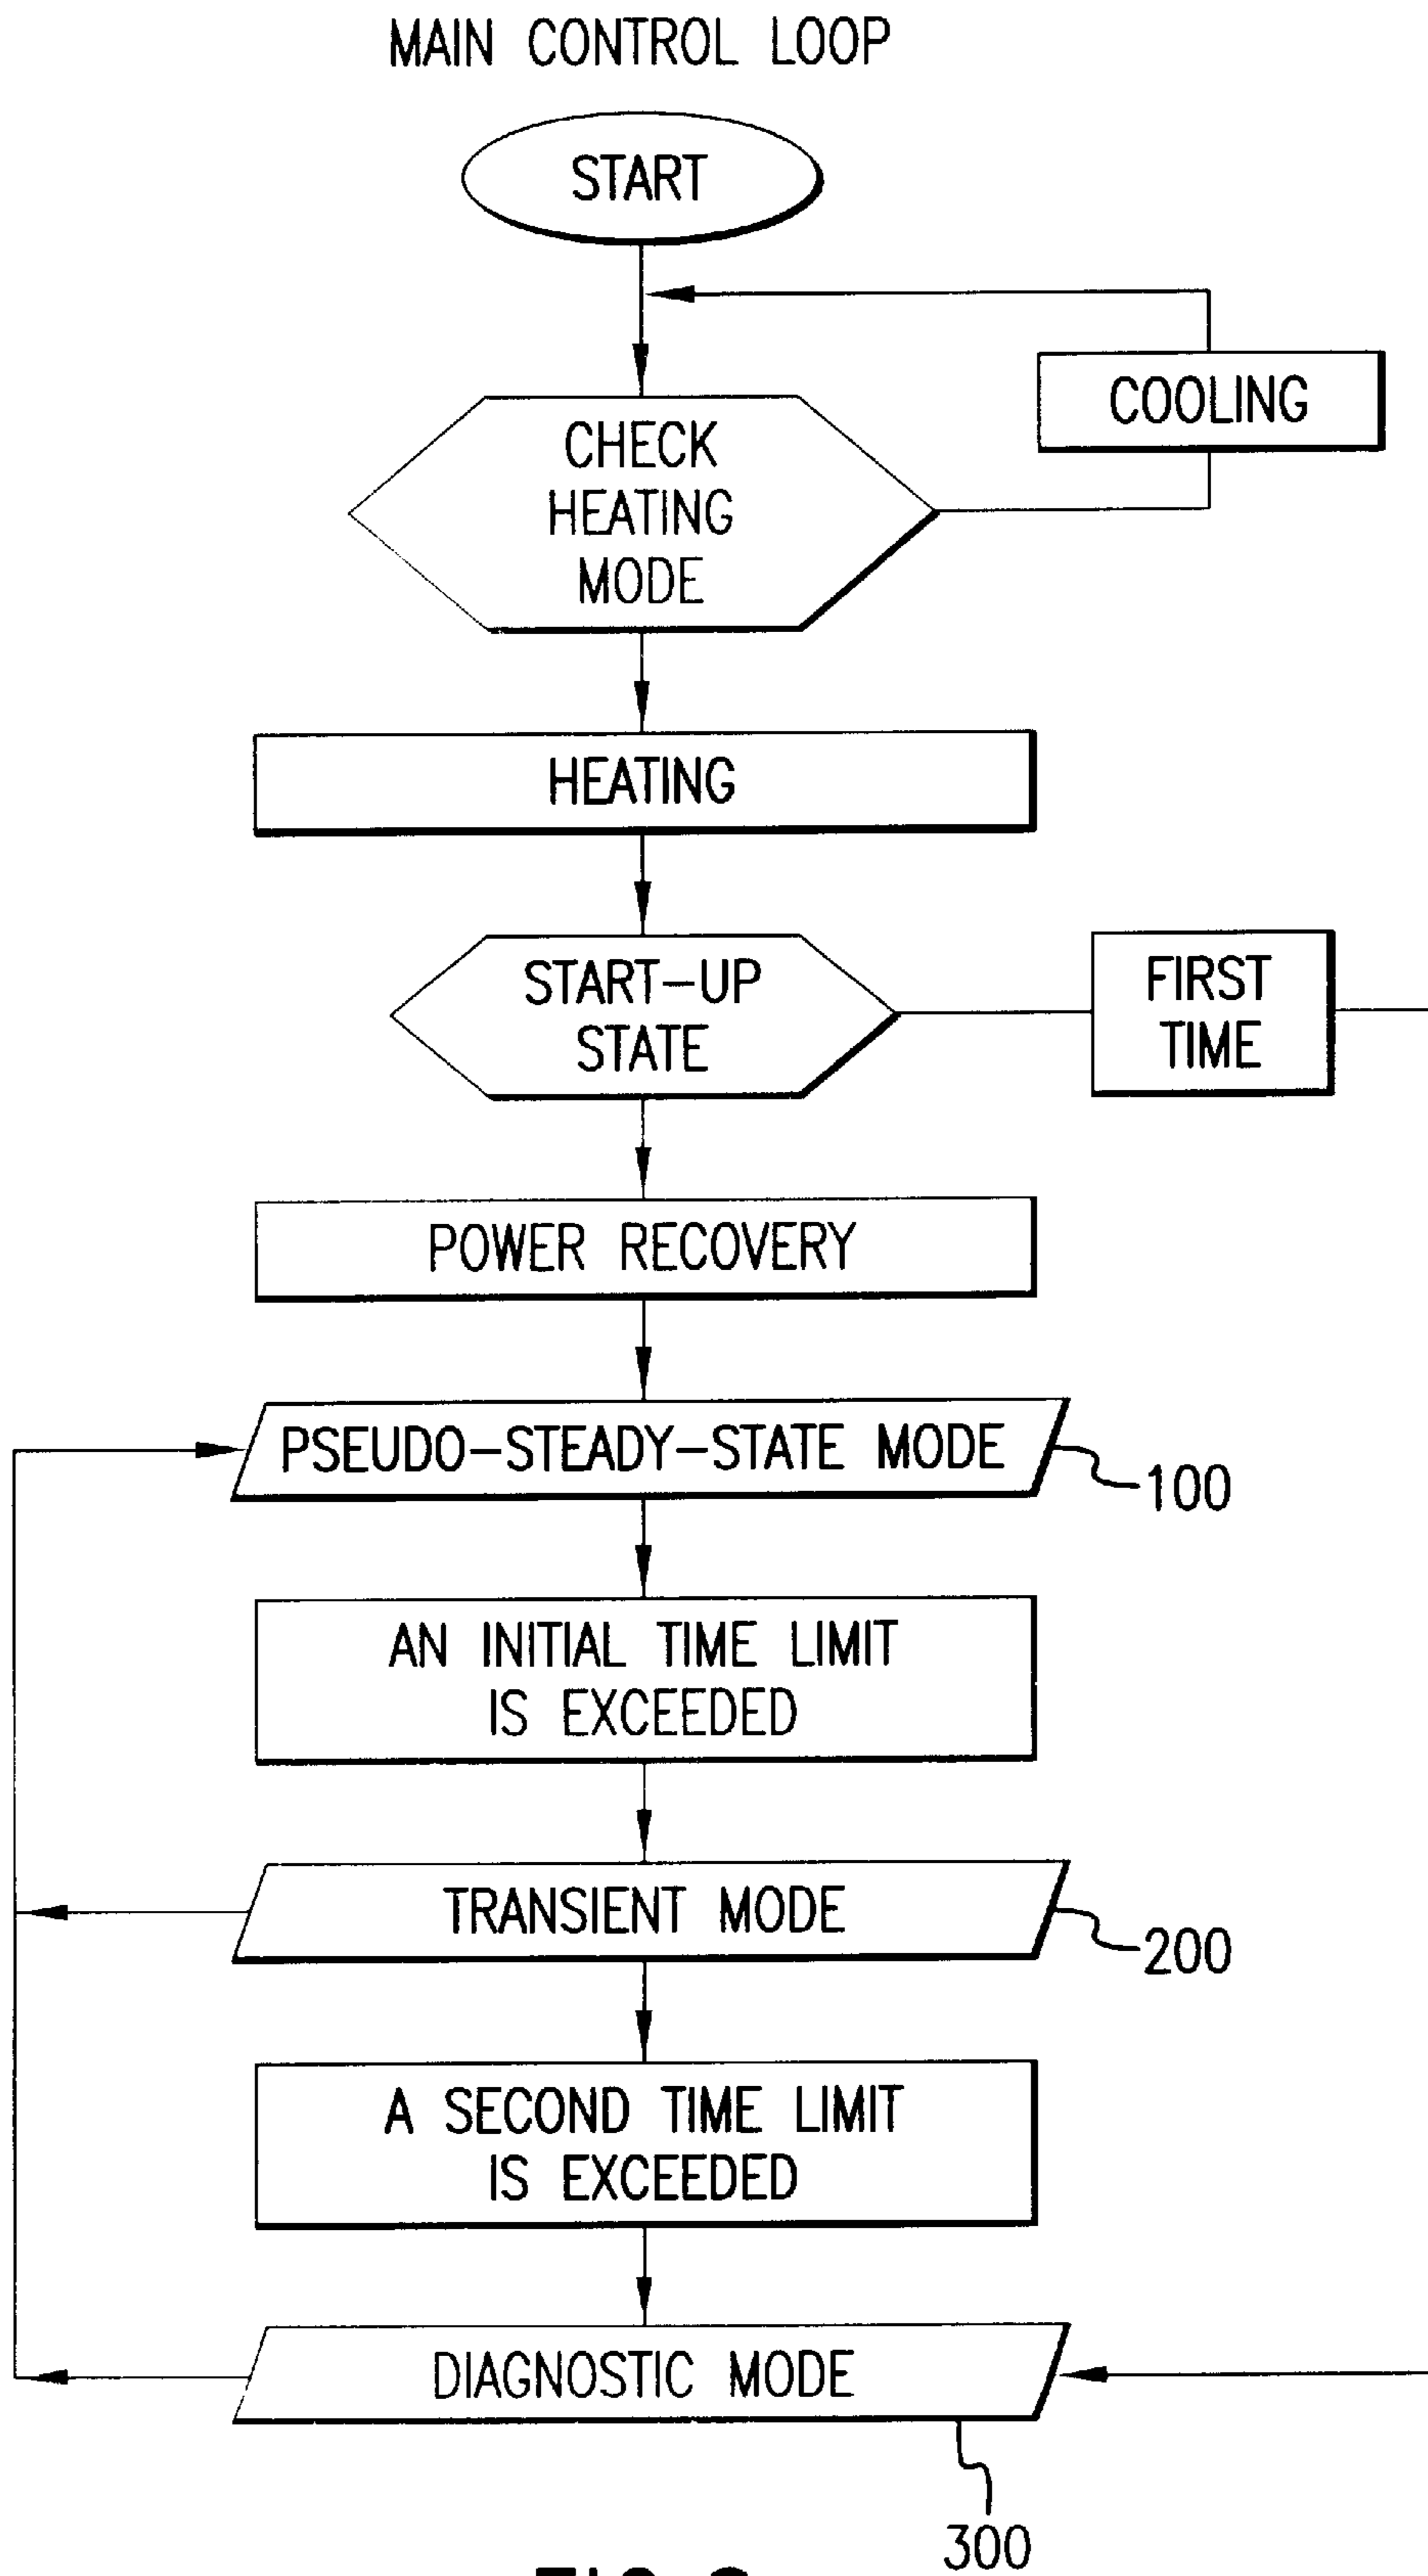 MAIN CONTROL LOOP
START
COOLING
CHECK
HEATING
MODE
HEATING
START-UP
STATE
FIRST
TIME
POWER RECOVERY
PSEUDO-STEADY-STATE MODE
100
AN INITIAL TIME LIMIT
IS EXCEEDED
TRANSIENT MODE
200
A SECOND TIME LIMIT
IS EXCEEDED
DIAGNOSTIC MODE
300